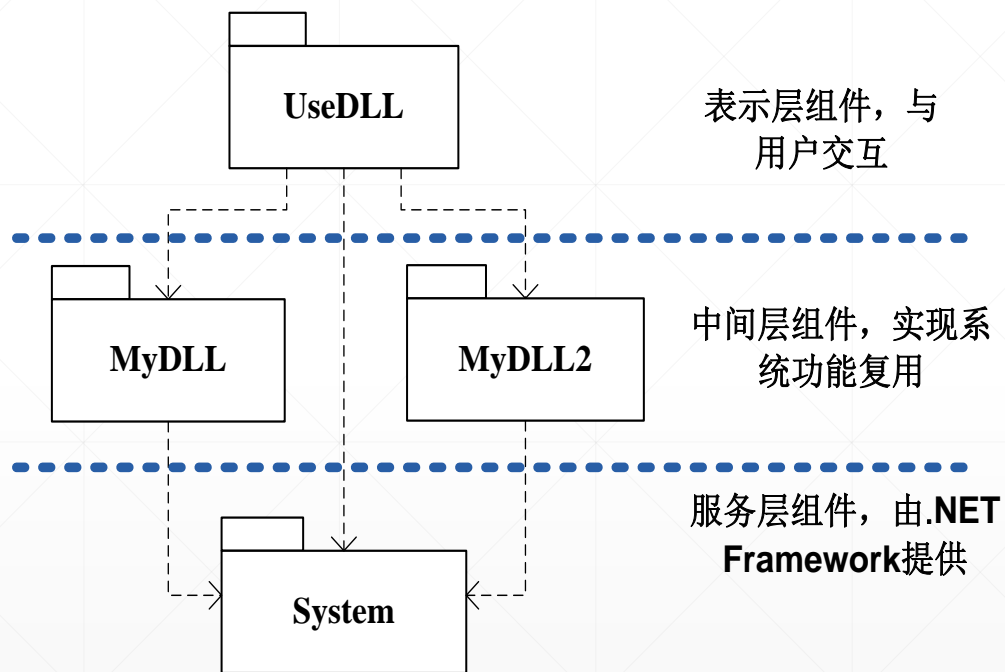 UseDLL
表示层组件，与
用户交互
MyDLL
MyDLL2
中间层组件，实现系
统功能复用
服务层组件，由.NET
Framework提供
System